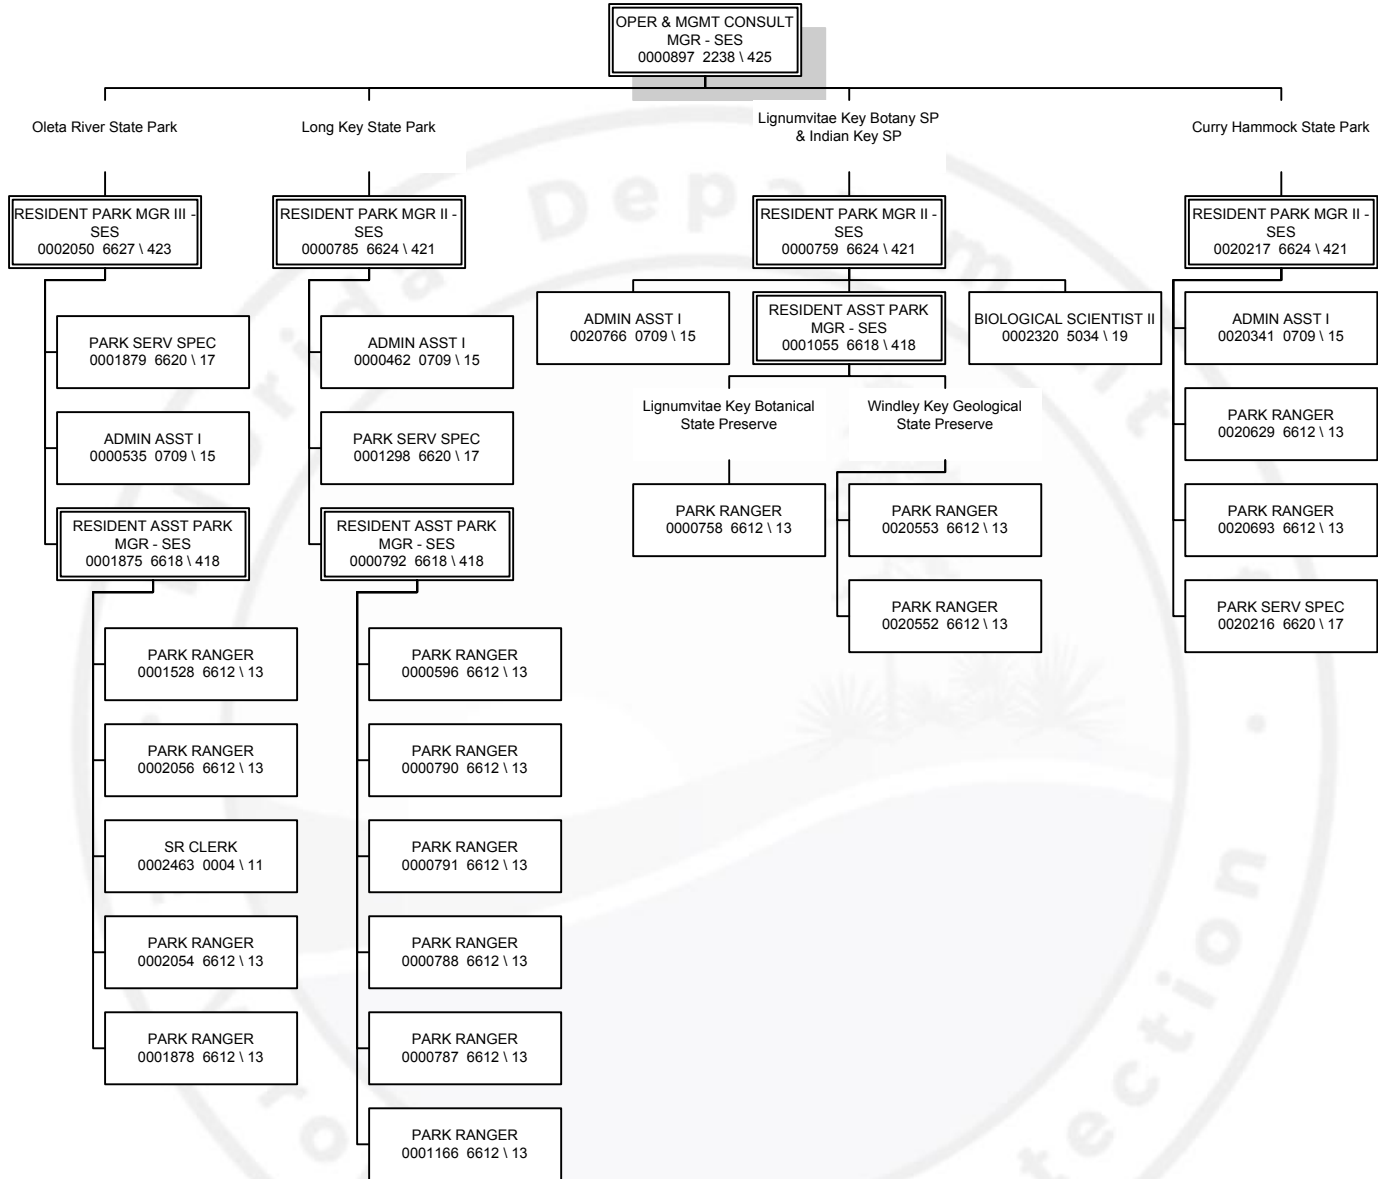 OPER & MGMT CONSULT
MGR - SES
0000897  2238 \ 425
Oleta River State Park
Long Key State Park
Lignumvitae Key Botany SP
& Indian Key SP
Curry Hammock State Park
RESIDENT PARK MGR III -
SES
0002050  6627 \ 423
RESIDENT PARK MGR II -
SES
0000785  6624 \ 421
RESIDENT PARK MGR II -
SES
0000759  6624 \ 421
RESIDENT PARK MGR II -
SES
0020217  6624 \ 421
PARK SERV SPEC
0001879  6620 \ 17
ADMIN ASST I
0000535  0709 \ 15
RESIDENT ASST PARK
MGR - SES
0001875  6618 \ 418
PARK RANGER
0001528  6612 \ 13
PARK RANGER
0002056  6612 \ 13
SR CLERK
0002463  0004 \ 11
PARK RANGER
0002054  6612 \ 13
PARK RANGER
0001878  6612 \ 13
ADMIN ASST I
0000462  0709 \ 15
PARK SERV SPEC
0001298  6620 \ 17
RESIDENT ASST PARK
MGR - SES
0000792  6618 \ 418
PARK RANGER
0000596  6612 \ 13
PARK RANGER
0000790  6612 \ 13
PARK RANGER
0000791  6612 \ 13
PARK RANGER
0000788  6612 \ 13
PARK RANGER
0000787  6612 \ 13
PARK RANGER
0001166  6612 \ 13
ADMIN ASST I
0020766  0709 \ 15
RESIDENT ASST PARK
MGR - SES
0001055  6618 \ 418
BIOLOGICAL SCIENTIST II
0002320  5034 \ 19
Lignumvitae Key Botanical
State Preserve
Windley Key Geological
State Preserve
PARK RANGER
0000758  6612 \ 13
PARK RANGER
0020553  6612 \ 13
PARK RANGER
0020552  6612 \ 13
ADMIN ASST I
0020341  0709 \ 15
PARK RANGER
0020629  6612 \ 13
PARK RANGER
0020693  6612 \ 13
PARK SERV SPEC
0020216  6620 \ 17